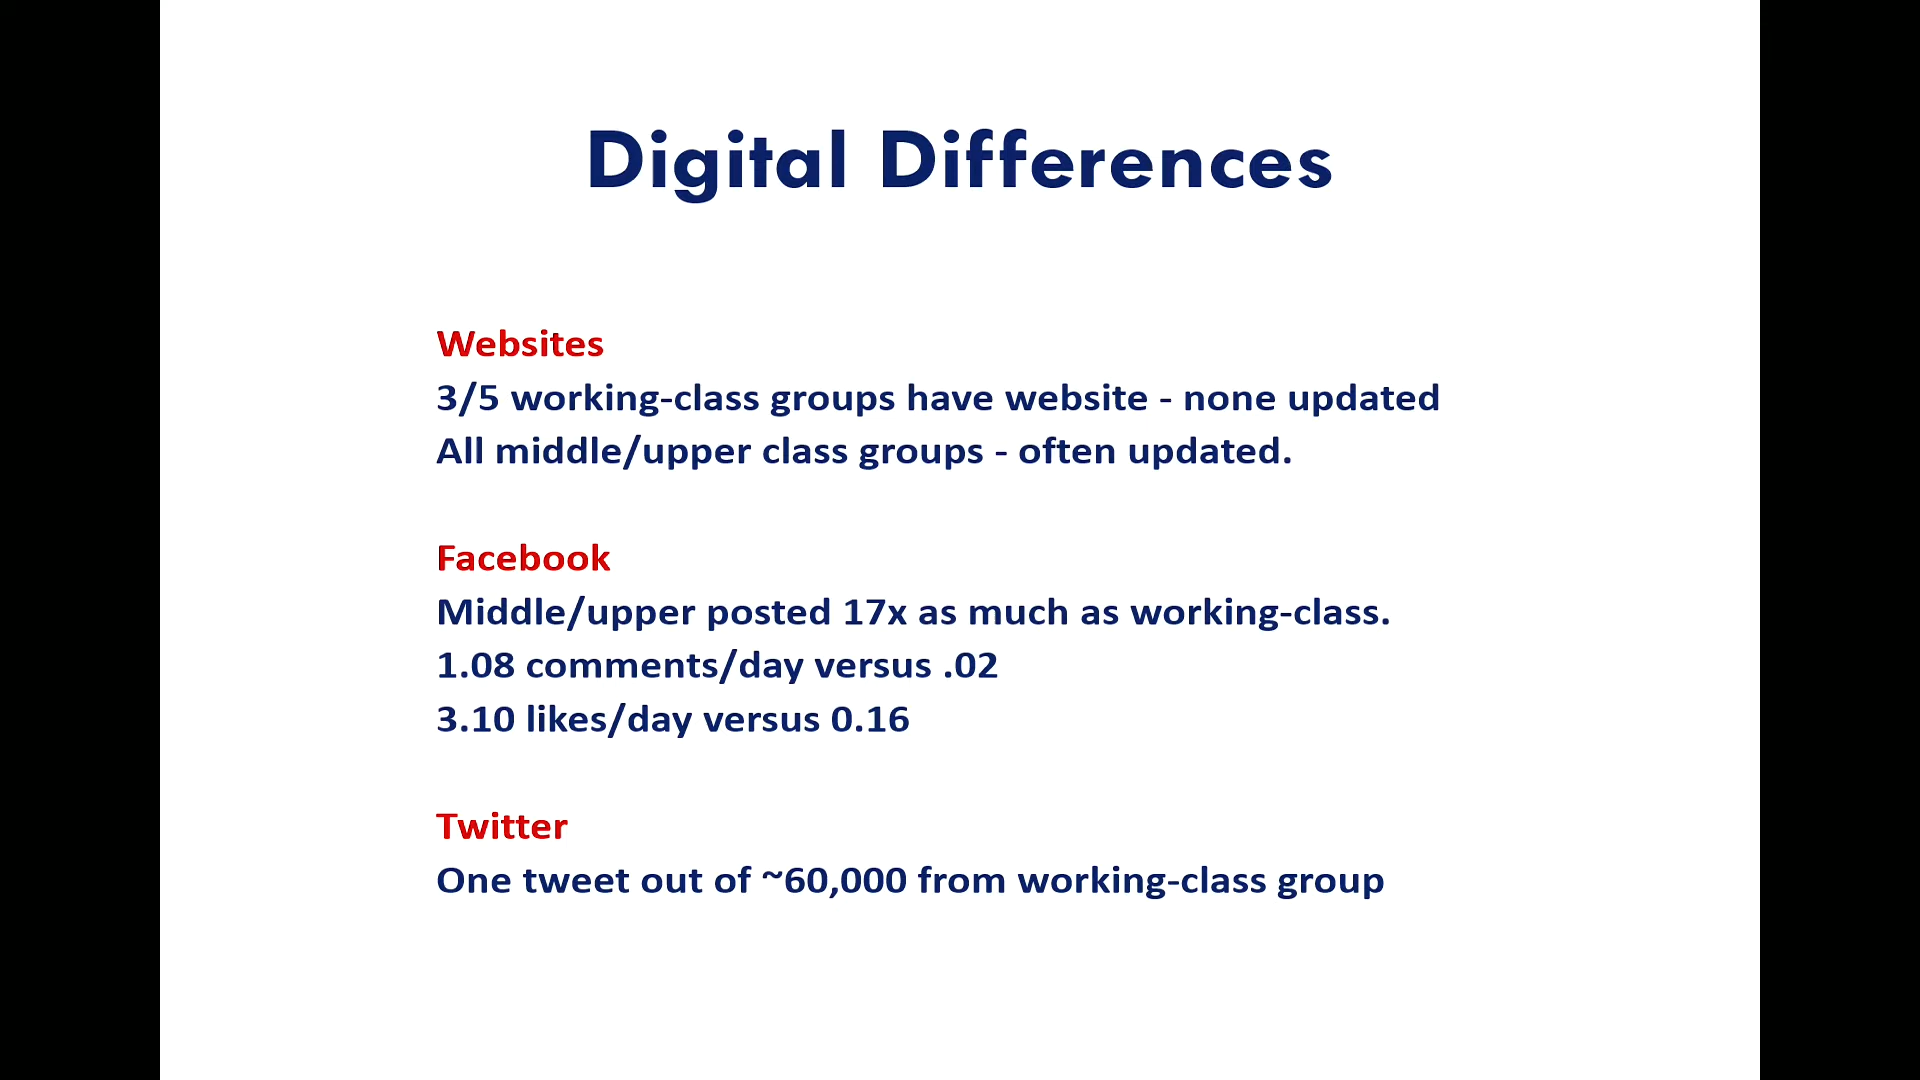 Digital Differences
Websites
3/5 working-class groups have website - none updated
All middle/upper class groups - often updated.
Facebook
Middle/upper posted 17x as much as working-class.
1.08 comments/day versus .02
3.10 likes/day versus 0.16
Twitter
One tweet out of ~60,000 from working-class group